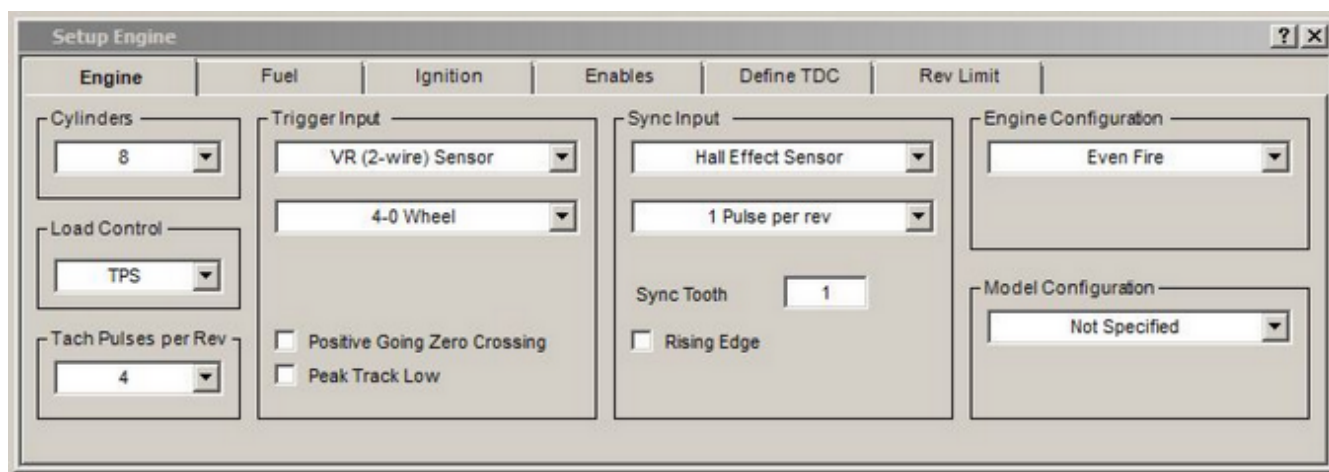 Setup Engine
? X
Engine
Fuel
Ignition
Enables
Define TDC
Rev Limit
Cylinders
8
Load Control
TPS
Tach Pulses per Rev
4
Trigger Input
VR (2-wire) Sensor
4-0 Wheel
Positive Going Zero Crossing
Peak Track Low
Sync Input
Hall Effect Sensor
1 Pulse per rev
Sync Tooth 1
Rising Edge
Engine Configuration
Even Fire
Model Configuration
Not Specified